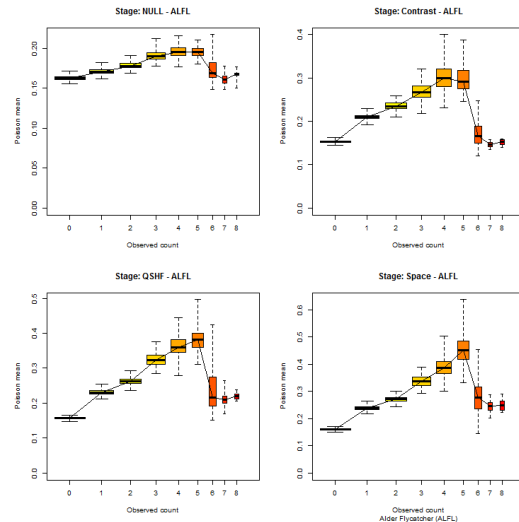 Stage: NULL - ALFL
Poisson mean
0.00 0.05 0.10 0.15 0.20
0 1 2 3 4 5 6 7 8
Observed count
Stage: Contrast - ALFL
Poisson mean
0.0 0.1 0.2 0.3 0.4
0 1 2 3 4 5 6 7 8
Observed count
Stage: QSHF - ALFL
Poisson mean
0.0 0.1 0.2 0.3 0.4 0.5
0 1 2 3 4 5 6 7 8
Observed count
Stage: Space - ALFL
Poisson mean
0.0 0.1 0.2 0.3 0.4 0.5 0.6
0 1 2 3 4 5 6 7 8
Observed count
Alder Flycatcher (ALFL)